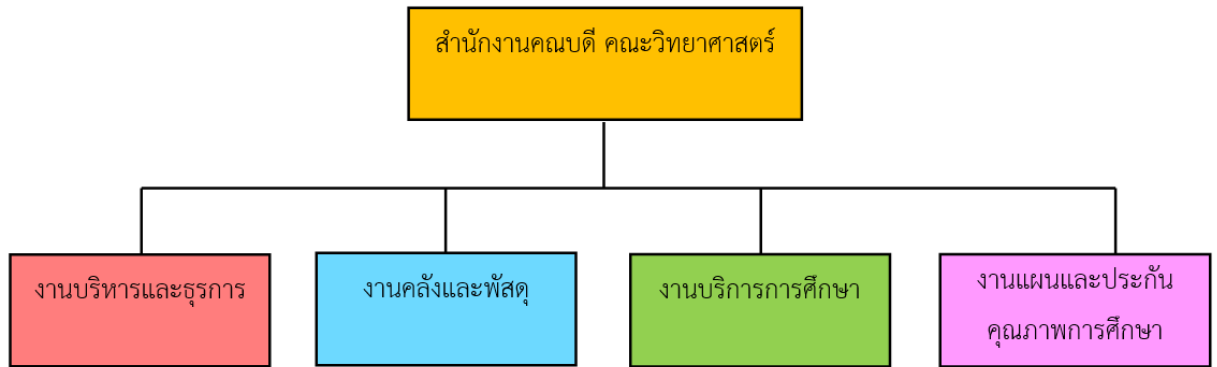 สำนักงานคณบดี คณะวิทยาศาสตร์
งานบริหารและธุรการ
งานคลังและพัสดุ
งานบริการการศึกษา
งานแผนและประกัน
คุณภาพการศึกษา